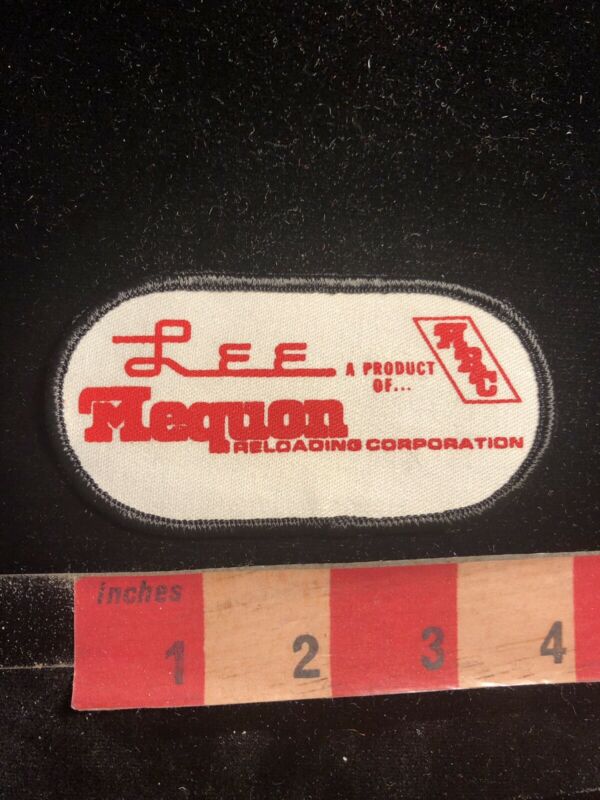 Lee
A PRODUCT
OF...
MRC
Mequon
RELOADING CORPORATION
inches
1 2 3 4